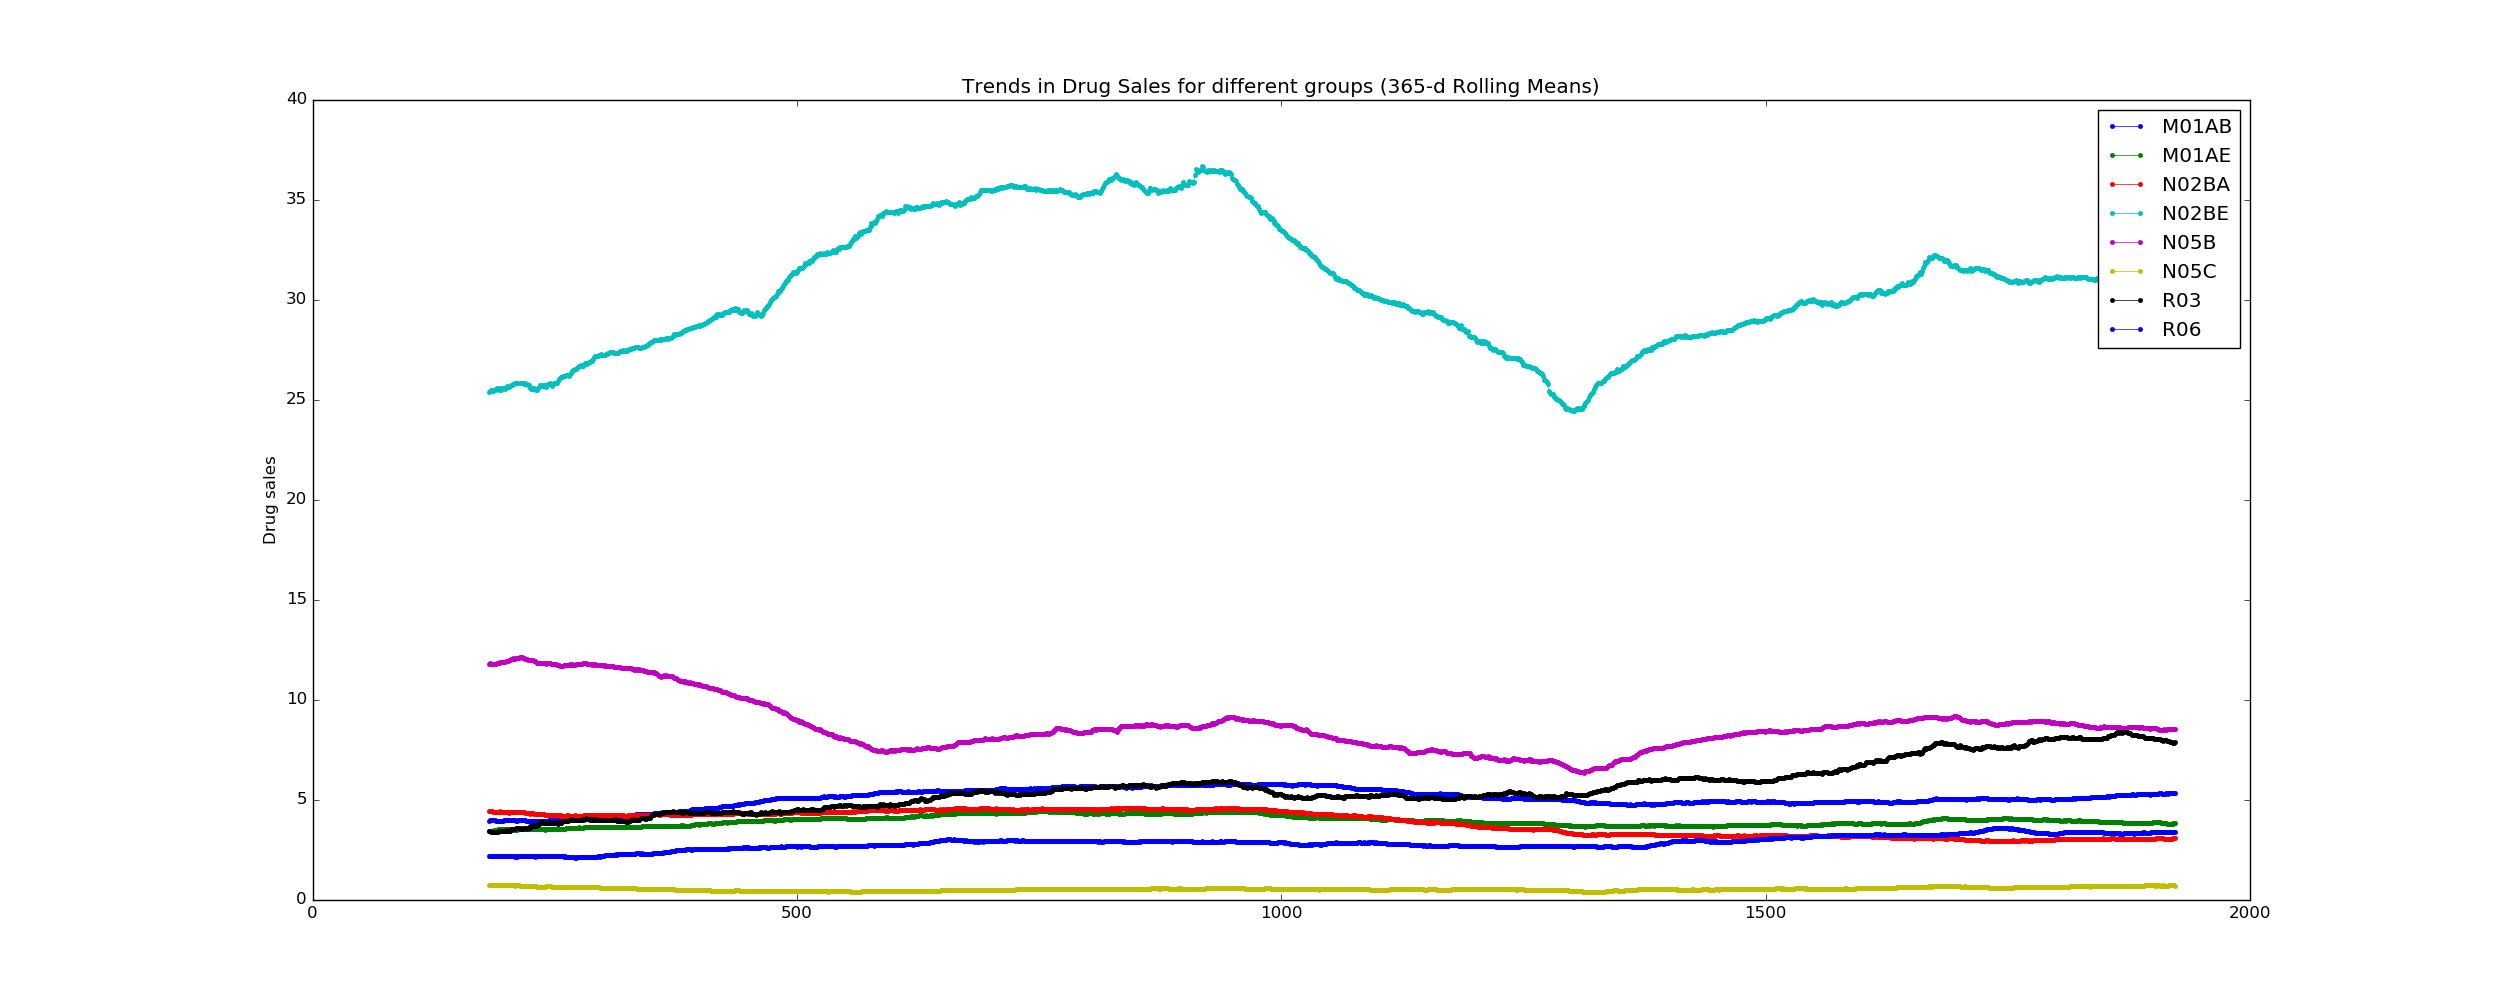 Trends in Drug Sales for different groups (365-d Rolling Means)
40
35
30
25
20
15
10
5
0
Drug sales
M01AB
M01AE
N02BA
N02BE
N05B
N05C
R03
R06
0 500 1000 1500 2000